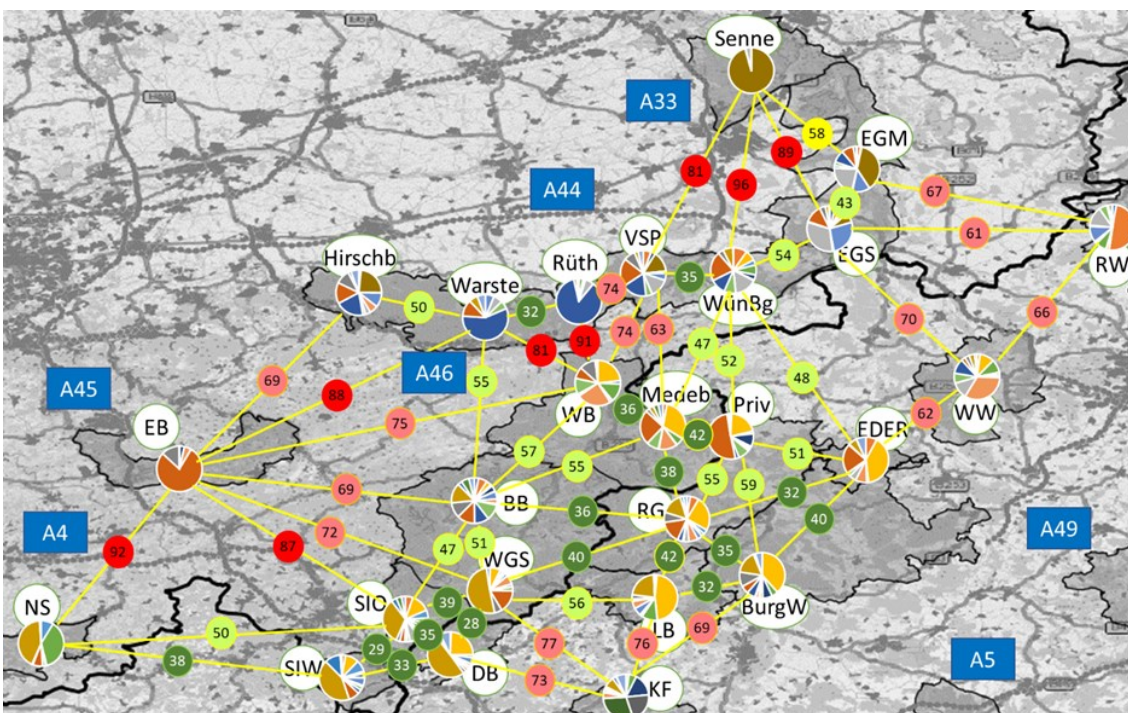 Senne
A33
58
EGM
89
81
96
67
A44
43
VSP
54
61
EGS
RW
Hirschb
Warste
Rüth
74
35
WünBg
50
32
74
63
70
66
91
81
47
52
A46
55
48
69
A45
88
WB
36
Medeb
Priv
WW
EB
75
42
EDER
62
57
55
38
51
69
BB
55
59
32
RG
36
40
A4
72
47
51
A49
92
87
WGS
40
42
35
NS
SIO
39
56
32
BurgW
50
28
LB
69
29
35
77
76
38
SIW
33
DB
73
KF
A5